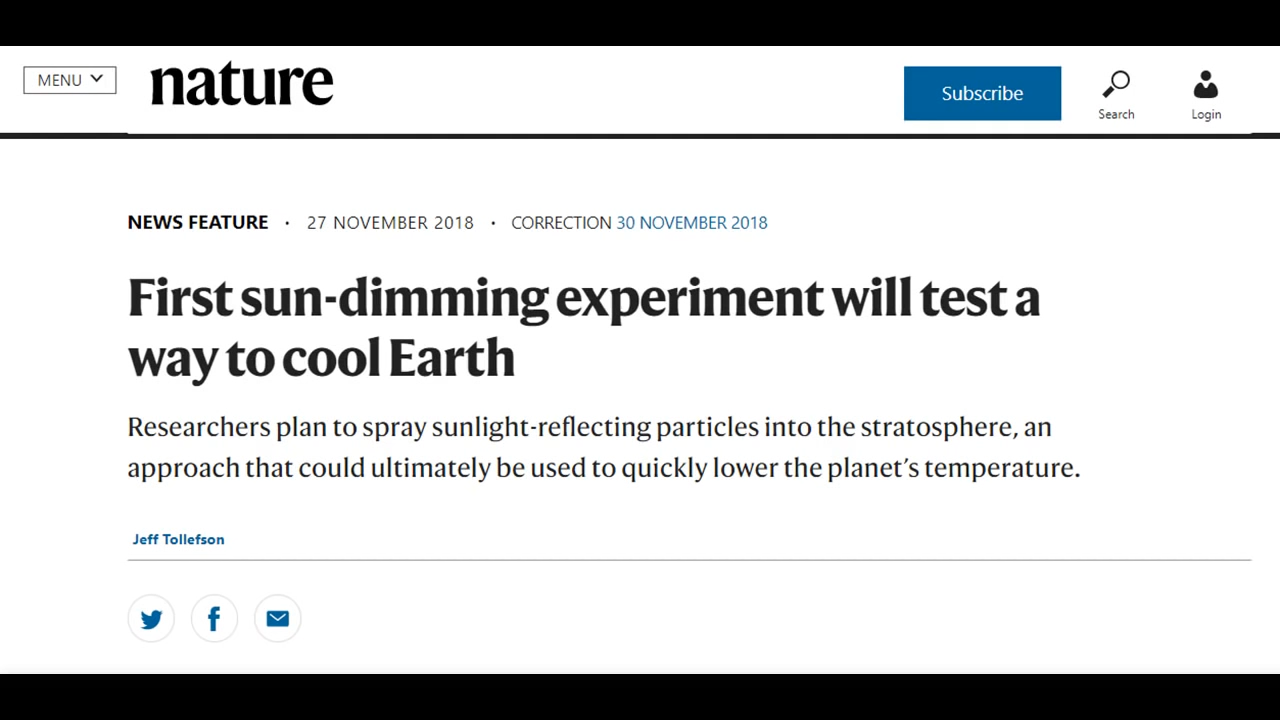 MENU
nature
Subscribe
Search
Login
NEWS FEATURE · 27 NOVEMBER 2018 · CORRECTION 30 NOVEMBER 2018
First sun-dimming experiment will test a
way to cool Earth
Researchers plan to spray sunlight-reflecting particles into the stratosphere, an
approach that could ultimately be used to quickly lower the planet’s temperature.
Jeff Tollefson